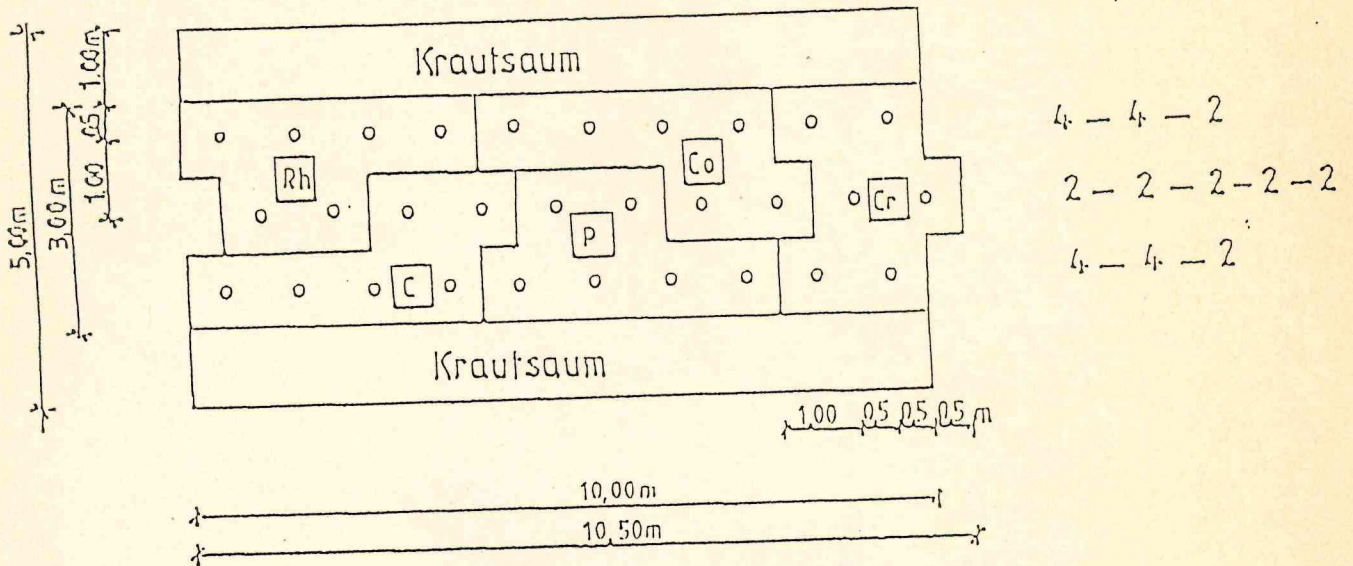 Krautsaum
5,00m
3,00m
1.00m
0,5
1.00
Rh
Co
Cr
P
C
Krautsaum
1,00 0,5 0,5 0,5 m
10,00m
10,50m
4 - 4 - 2
2 - 2 - 2 - 2 - 2
4 - 4 - 2